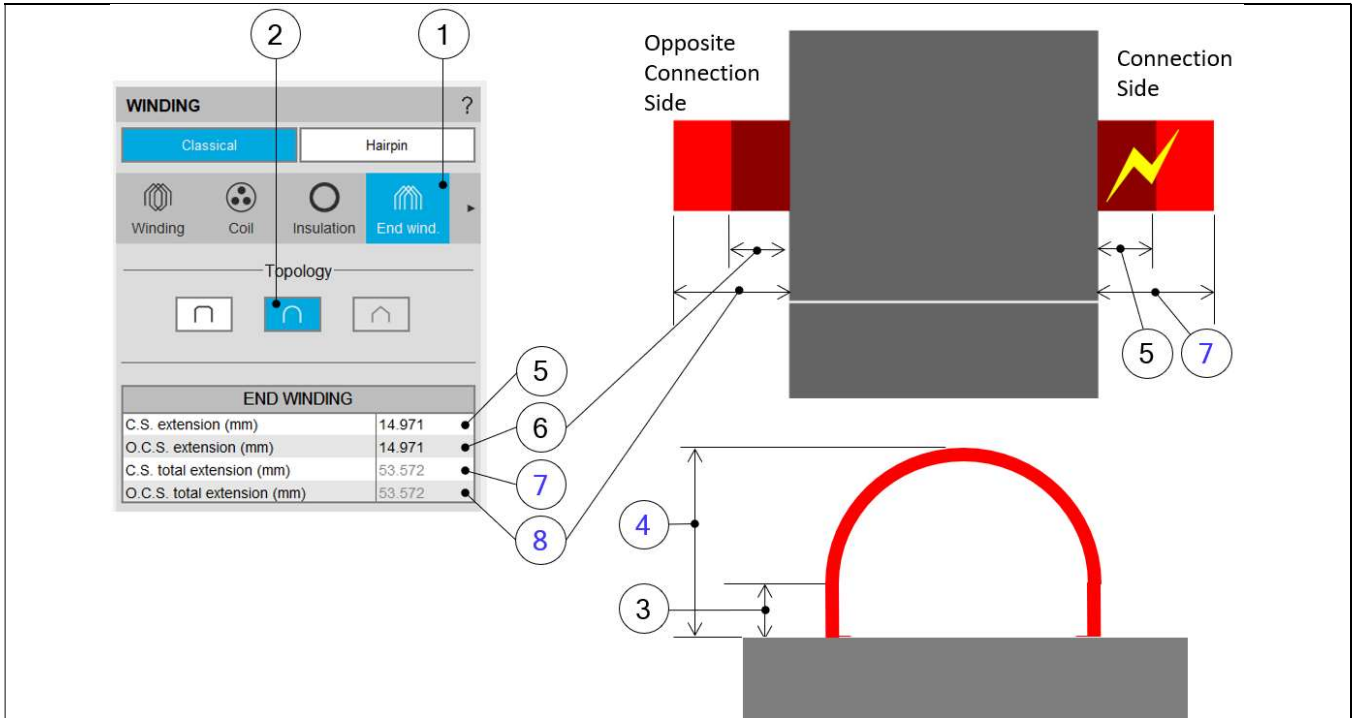 2
1
Opposite
Connection
Side
Connection
Side
WINDING ?
Classical Hairpin
Winding Coil Insulation End wind.
Topology
5
6
7
8
END WINDING
C.S. extension (mm) 14.971
O.C.S. extension (mm) 14.971
C.S. total extension (mm) 53.572
O.C.S. total extension (mm) 53.572
5 7
4
3